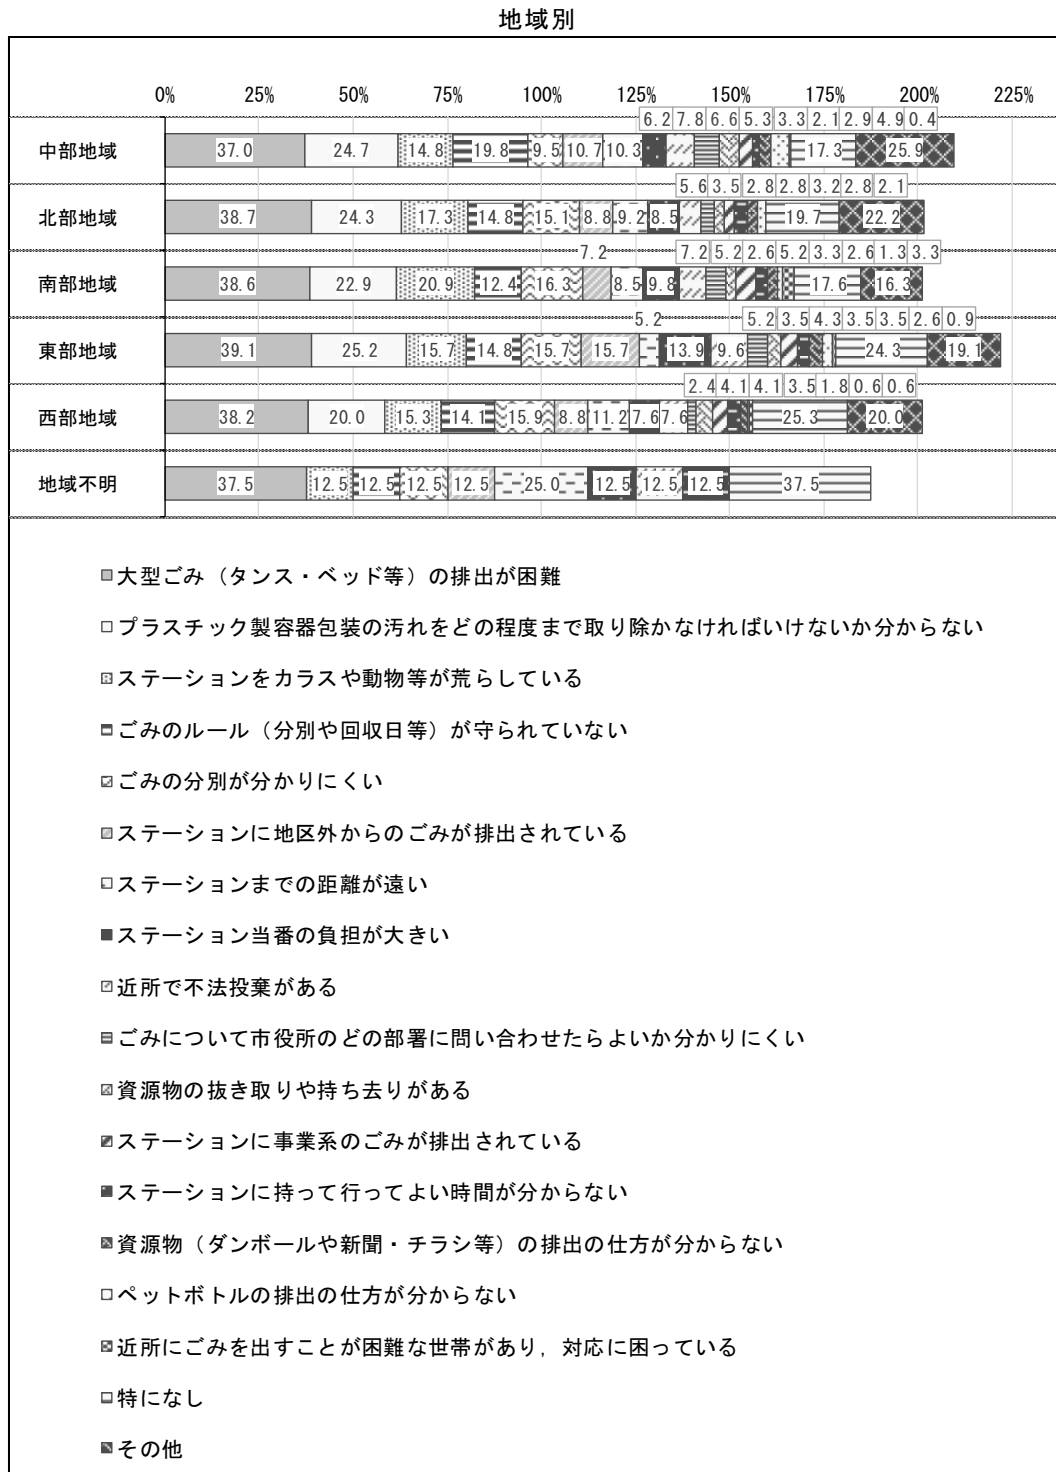 地域別
0% 25% 50% 75% 100% 125% 150% 175% 200% 225%
6.2 7.8 6.6 5.3 3.3 2.1 2.9 4.9 0.4
中部地域 37.0 24.7 14.8 19.8 9.5 10.7 10.3 17.3 25.9
5.6 3.5 2.8 2.8 3.2 2.8 2.1
北部地域 38.7 24.3 17.3 14.8 15.1 8.8 9.2 8.5 19.7 22.2
7.2 7.2 5.2 2.6 5.2 3.3 2.6 1.3 3.3
南部地域 38.6 22.9 20.9 12.4 16.3 8.5 9.8 17.6 16.3
5.2 5.2 3.5 4.3 3.5 3.5 2.6 0.9
東部地域 39.1 25.2 15.7 14.8 15.7 15.7 13.9 9.6 24.3 19.1
2.4 4.1 4.1 3.5 1.8 0.6 0.6
西部地域 38.2 20.0 15.3 14.1 15.9 8.8 11.2 7.6 7.6 25.3 20.0
地域不明 37.5 12.5 12.5 12.5 12.5 25.0 12.5 12.5 12.5 37.5
大型ごみ（タンス・ベッド等）の排出が困難
プラスチック製容器包装の汚れをどの程度まで取り除かなければいけないか分からない
ステーションをカラスや動物等が荒らしている
ごみのルール（分別や回収日等）が守られていない
ごみの分別が分かりにくい
ステーションに地区外からのごみが排出されている
ステーションまでの距離が遠い
ステーション当番の負担が大きい
近所で不法投棄がある
ごみについて市役所のどの部署に問い合わせたらよいか分かりにくい
資源物の抜き取りや持ち去りがある
ステーションに事業系のごみが排出されている
ステーションに持って行ってよい時間が分からない
資源物（ダンボールや新聞・チラシ等）の排出の仕方が分からない
ペットボトルの排出の仕方が分からない
近所にごみを出すことが困難な世帯があり，対応に困っている
特になし
その他